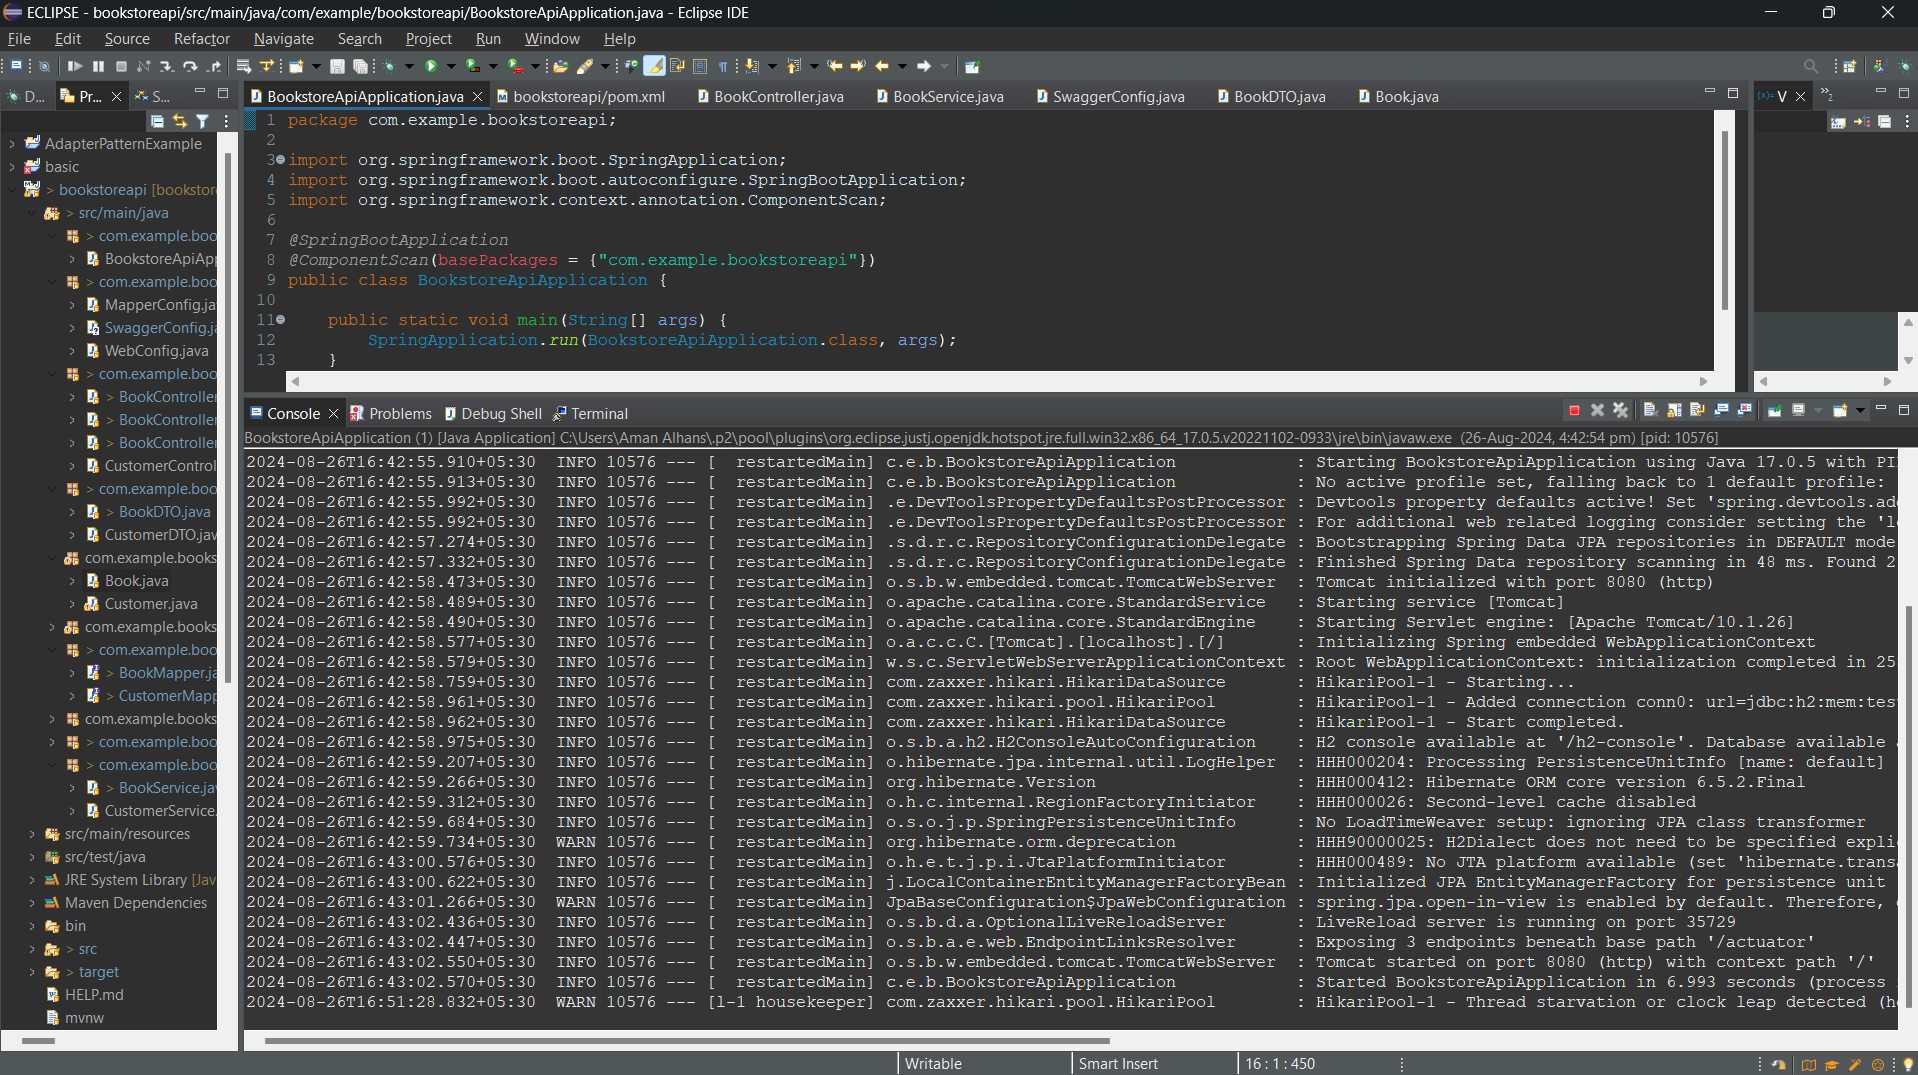 ECLIPSE - bookstoreapi/src/main/java/com/example/bookstoreapi/BookstoreApiApplication.java - Eclipse IDE
File Edit Source Refactor Navigate Search Project Run Window Help
D... Pr... S...
BookstoreApiApplication.java bookstoreapi/pom.xml BookController.java BookService.java SwaggerConfig.java BookDTO.java Book.java
(x)= V »2
AdapterPatternExample
basic
> bookstoreapi [bookstor
> src/main/java
> com.example.boo
BookstoreApiApp
> com.example.boo
MapperConfig.ja
SwaggerConfig.ja
WebConfig.java
> com.example.boo
> BookController
> BookController
> BookController
CustomerControl
> com.example.boo
> BookDTO.java
CustomerDTO.jav
com.example.books
Book.java
Customer.java
com.example.books
> com.example.boo
> BookMapper.ja
> CustomerMapp
com.example.books
> com.example.boo
> com.example.boo
> BookService.jav
CustomerService.
src/main/resources
src/test/java
JRE System Library [Jav
Maven Dependencies
bin
> src
> target
HELP.md
mvnw
1 package com.example.bookstoreapi;
2
3 import org.springframework.boot.SpringApplication;
4 import org.springframework.boot.autoconfigure.SpringBootApplication;
5 import org.springframework.context.annotation.ComponentScan;
6
7 @SpringBootApplication
8 @ComponentScan(basePackages = {"com.example.bookstoreapi"})
9 public class BookstoreApiApplication {
10
11 public static void main(String[] args) {
12 SpringApplication.run(BookstoreApiApplication.class, args);
13 }
Console Problems Debug Shell Terminal
BookstoreApiApplication (1) [Java Application] C:\Users\Aman Alhans\.p2\pool\plugins\org.eclipse.justj.openjdk.hotspot.jre.full.win32.x86_64_17.0.5.v20221102-0933\jre\bin\javaw.exe (26-Aug-2024, 4:42:54 pm) [pid: 10576]
2024-08-26T16:42:55.910+05:30 INFO 10576 --- [ restartedMain] c.e.b.BookstoreApiApplication : Starting BookstoreApiApplication using Java 17.0.5 with PI
2024-08-26T16:42:55.913+05:30 INFO 10576 --- [ restartedMain] c.e.b.BookstoreApiApplication : No active profile set, falling back to 1 default profile:
2024-08-26T16:42:55.992+05:30 INFO 10576 --- [ restartedMain] .e.DevToolsPropertyDefaultsPostProcessor : Devtools property defaults active! Set 'spring.devtools.ad
2024-08-26T16:42:55.992+05:30 INFO 10576 --- [ restartedMain] .e.DevToolsPropertyDefaultsPostProcessor : For additional web related logging consider setting the 'l
2024-08-26T16:42:57.274+05:30 INFO 10576 --- [ restartedMain] .s.d.r.c.RepositoryConfigurationDelegate : Bootstrapping Spring Data JPA repositories in DEFAULT mode
2024-08-26T16:42:57.332+05:30 INFO 10576 --- [ restartedMain] .s.d.r.c.RepositoryConfigurationDelegate : Finished Spring Data repository scanning in 48 ms. Found 2
2024-08-26T16:42:58.473+05:30 INFO 10576 --- [ restartedMain] o.s.b.w.embedded.tomcat.TomcatWebServer : Tomcat initialized with port 8080 (http)
2024-08-26T16:42:58.489+05:30 INFO 10576 --- [ restartedMain] o.apache.catalina.core.StandardService : Starting service [Tomcat]
2024-08-26T16:42:58.490+05:30 INFO 10576 --- [ restartedMain] o.apache.catalina.core.StandardEngine : Starting Servlet engine: [Apache Tomcat/10.1.26]
2024-08-26T16:42:58.577+05:30 INFO 10576 --- [ restartedMain] o.a.c.c.C.[Tomcat].[localhost].[/] : Initializing Spring embedded WebApplicationContext
2024-08-26T16:42:58.579+05:30 INFO 10576 --- [ restartedMain] w.s.c.ServletWebServerApplicationContext : Root WebApplicationContext: initialization completed in 25
2024-08-26T16:42:58.759+05:30 INFO 10576 --- [ restartedMain] com.zaxxer.hikari.HikariDataSource : HikariPool-1 - Starting...
2024-08-26T16:42:58.961+05:30 INFO 10576 --- [ restartedMain] com.zaxxer.hikari.pool.HikariPool : HikariPool-1 - Added connection conn0: url=jdbc:h2:mem:tes
2024-08-26T16:42:58.962+05:30 INFO 10576 --- [ restartedMain] com.zaxxer.hikari.HikariDataSource : HikariPool-1 - Start completed.
2024-08-26T16:42:58.975+05:30 INFO 10576 --- [ restartedMain] o.s.b.a.h2.H2ConsoleAutoConfiguration : H2 console available at '/h2-console'. Database available
2024-08-26T16:42:59.207+05:30 INFO 10576 --- [ restartedMain] o.hibernate.jpa.internal.util.LogHelper : HHH000204: Processing PersistenceUnitInfo [name: default]
2024-08-26T16:42:59.266+05:30 INFO 10576 --- [ restartedMain] org.hibernate.Version : HHH000412: Hibernate ORM core version 6.5.2.Final
2024-08-26T16:42:59.312+05:30 INFO 10576 --- [ restartedMain] o.h.c.internal.RegionFactoryInitiator : HHH000026: Second-level cache disabled
2024-08-26T16:42:59.684+05:30 INFO 10576 --- [ restartedMain] o.s.o.j.p.SpringPersistenceUnitInfo : No LoadTimeWeaver setup: ignoring JPA class transformer
2024-08-26T16:42:59.734+05:30 WARN 10576 --- [ restartedMain] org.hibernate.orm.deprecation : HHH90000025: H2Dialect does not need to be specified expli
2024-08-26T16:43:00.576+05:30 INFO 10576 --- [ restartedMain] o.h.e.t.j.p.i.JtaPlatformInitiator : HHH000489: No JTA platform available (set 'hibernate.trans
2024-08-26T16:43:00.622+05:30 INFO 10576 --- [ restartedMain] j.LocalContainerEntityManagerFactoryBean : Initialized JPA EntityManagerFactory for persistence unit
2024-08-26T16:43:01.266+05:30 WARN 10576 --- [ restartedMain] JpaBaseConfiguration$JpaWebConfiguration : spring.jpa.open-in-view is enabled by default. Therefore,
2024-08-26T16:43:02.436+05:30 INFO 10576 --- [ restartedMain] o.s.b.d.a.OptionalLiveReloadServer : LiveReload server is running on port 35729
2024-08-26T16:43:02.447+05:30 INFO 10576 --- [ restartedMain] o.s.b.a.e.web.EndpointLinksResolver : Exposing 3 endpoints beneath base path '/actuator'
2024-08-26T16:43:02.550+05:30 INFO 10576 --- [ restartedMain] o.s.b.w.embedded.tomcat.TomcatWebServer : Tomcat started on port 8080 (http) with context path '/'
2024-08-26T16:43:02.570+05:30 INFO 10576 --- [ restartedMain] c.e.b.BookstoreApiApplication : Started BookstoreApiApplication in 6.993 seconds (process
2024-08-26T16:51:28.832+05:30 WARN 10576 --- [l-1 housekeeper] com.zaxxer.hikari.pool.HikariPool : HikariPool-1 - Thread starvation or clock leap detected (h
Writable Smart Insert 16 : 1 : 450